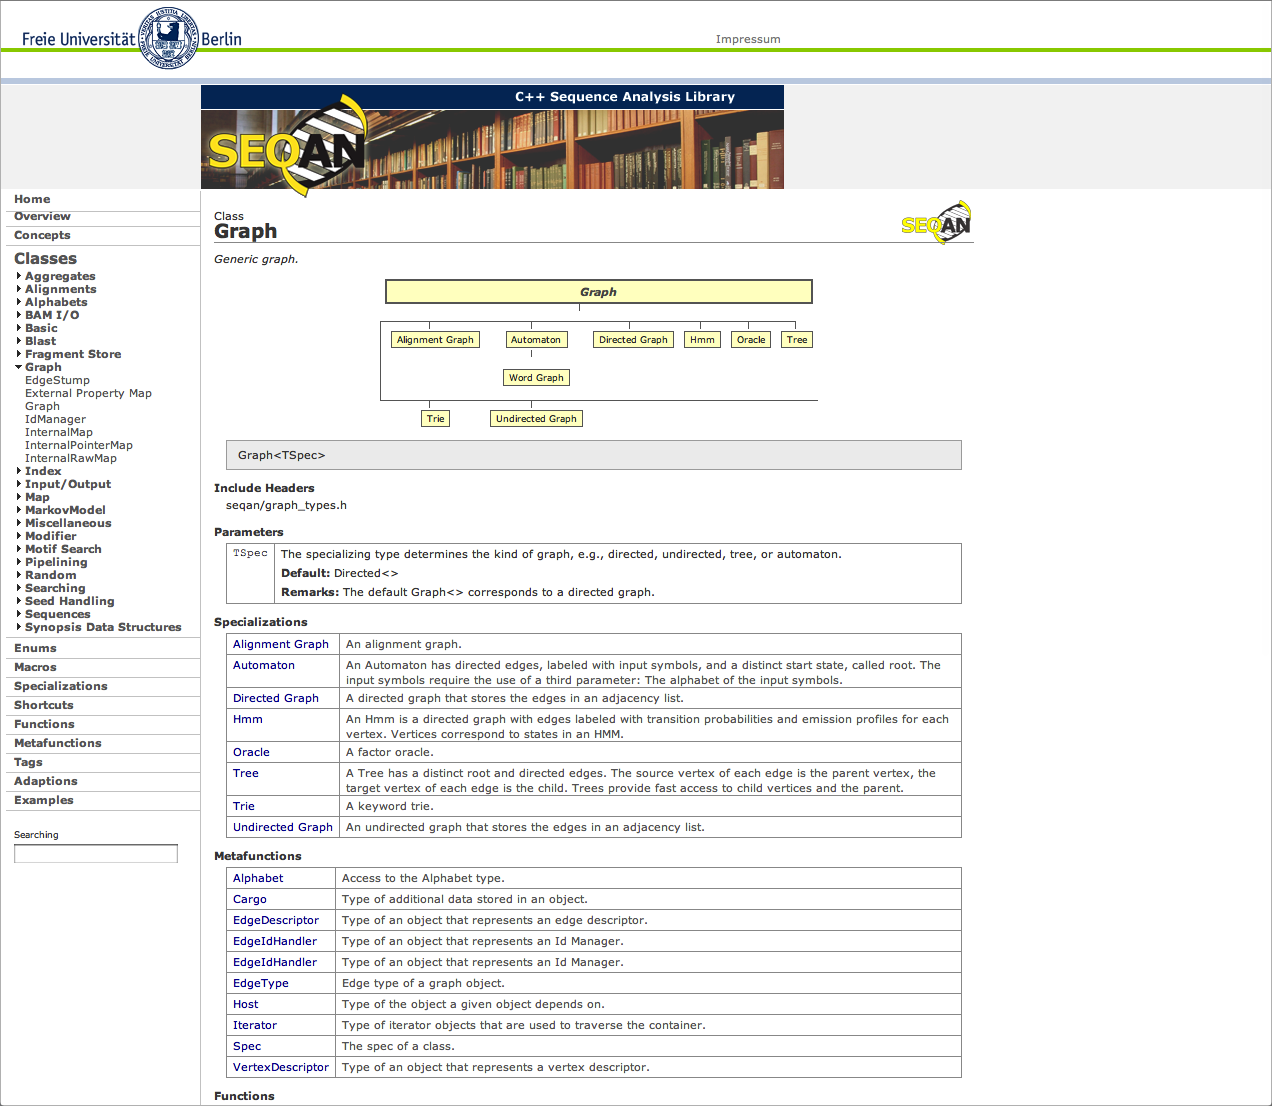 Freie Universität Berlin
Impressum
C++ Sequence Analysis Library
SEQAN
Home
Overview
Concepts
Classes
Aggregates
Alignments
Alphabets
BAM I/O
Basic
Blast
Fragment Store
Graph
EdgeStump
External Property Map
Graph
IdManager
InternalMap
InternalPointerMap
InternalRawMap
Index
Input/Output
Map
MarkovModel
Miscellaneous
Modifier
Motif Search
Pipelining
Random
Searching
Seed Handling
Sequences
Synopsis Data Structures
Enums
Macros
Specializations
Shortcuts
Functions
Metafunctions
Tags
Adaptions
Examples
Searching
Class
Graph
SEQAN
Generic graph.
Graph
Alignment Graph Automaton Directed Graph Hmm Oracle Tree
Word Graph
Trie Undirected Graph
Graph<TSpec>
Include Headers
seqan/graph_types.h
Parameters
TSpec The specializing type determines the kind of graph, e.g., directed, undirected, tree, or automaton.
Default: Directed<>
Remarks: The default Graph<> corresponds to a directed graph.
Specializations
Alignment Graph An alignment graph.
Automaton An Automaton has directed edges, labeled with input symbols, and a distinct start state, called root. The
input symbols require the use of a third parameter: The alphabet of the input symbols.
Directed Graph A directed graph that stores the edges in an adjacency list.
Hmm An Hmm is a directed graph with edges labeled with transition probabilities and emission profiles for each
vertex. Vertices correspond to states in an HMM.
Oracle A factor oracle.
Tree A Tree has a distinct root and directed edges. The source vertex of each edge is the parent vertex, the
target vertex of each edge is the child. Trees provide fast access to child vertices and the parent.
Trie A keyword trie.
Undirected Graph An undirected graph that stores the edges in an adjacency list.
Metafunctions
Alphabet Access to the Alphabet type.
Cargo Type of additional data stored in an object.
EdgeDescriptor Type of an object that represents an edge descriptor.
EdgeIdHandler Type of an object that represents an Id Manager.
EdgeIdHandler Type of an object that represents an Id Manager.
EdgeType Edge type of a graph object.
Host Type of the object a given object depends on.
Iterator Type of iterator objects that are used to traverse the container.
Spec The spec of a class.
VertexDescriptor Type of an object that represents a vertex descriptor.
Functions